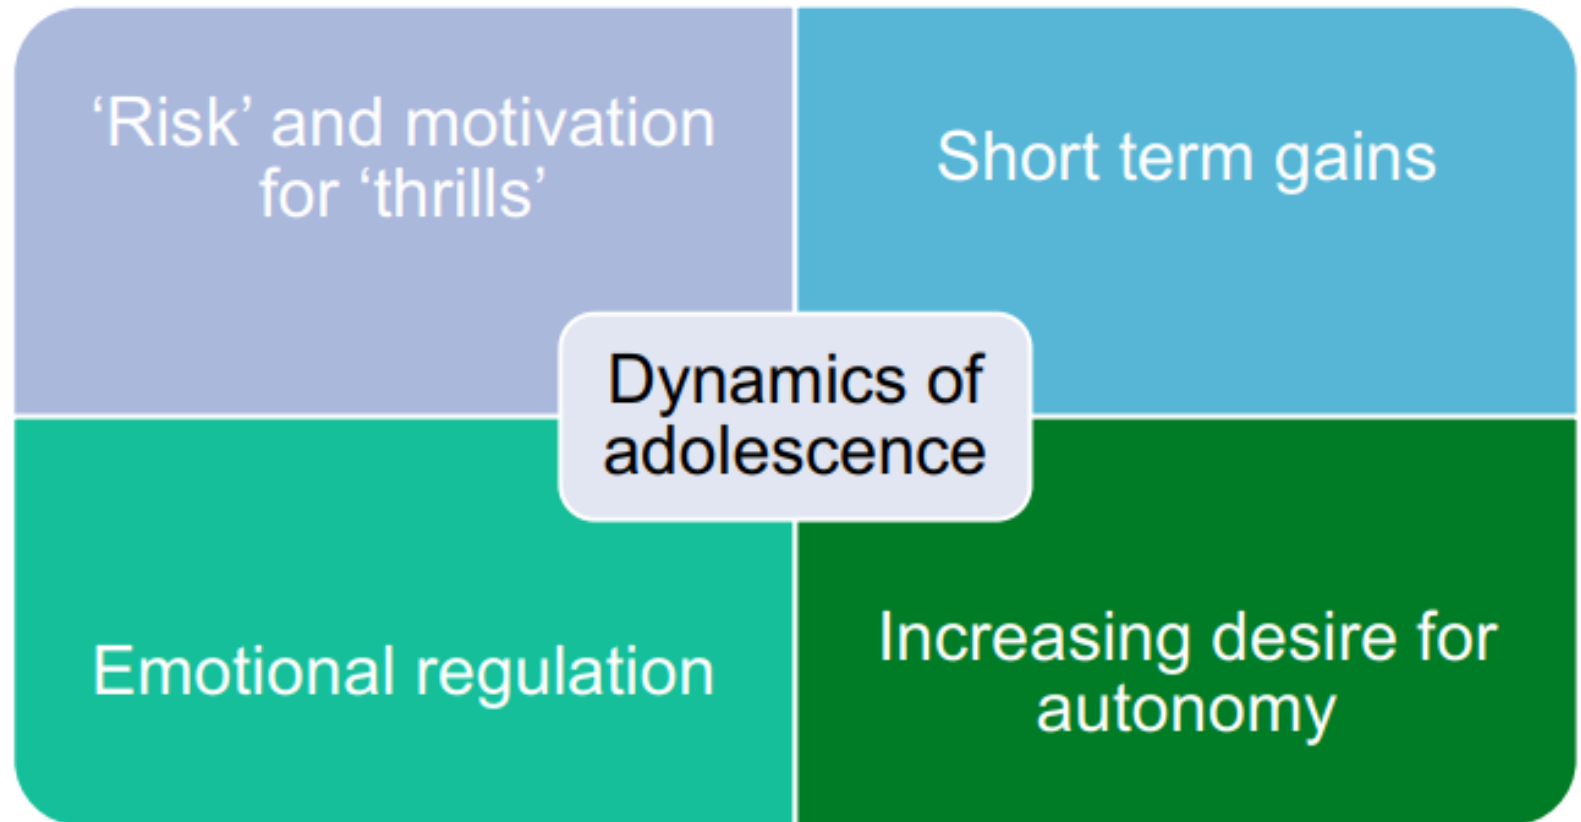 ‘Risk’ and motivation
for ‘thrills’
Short term gains
Dynamics of
adolescence
Emotional regulation
Increasing desire for
autonomy